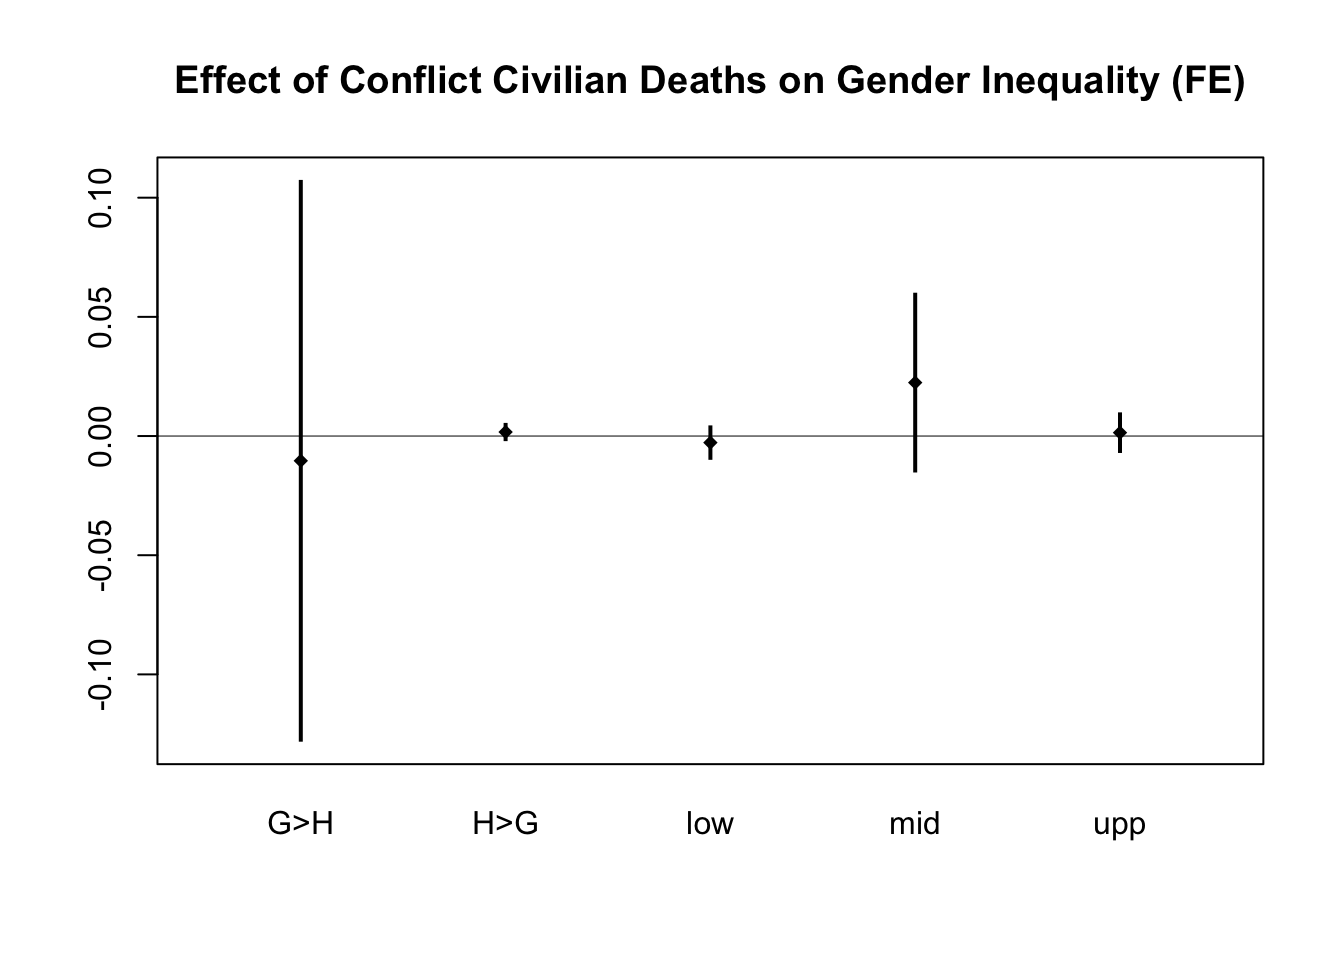 Effect of Conflict Civilian Deaths on Gender Inequality (FE)
0.10
0.05
0.00
-0.05
-0.10
G>H H>G low mid upp